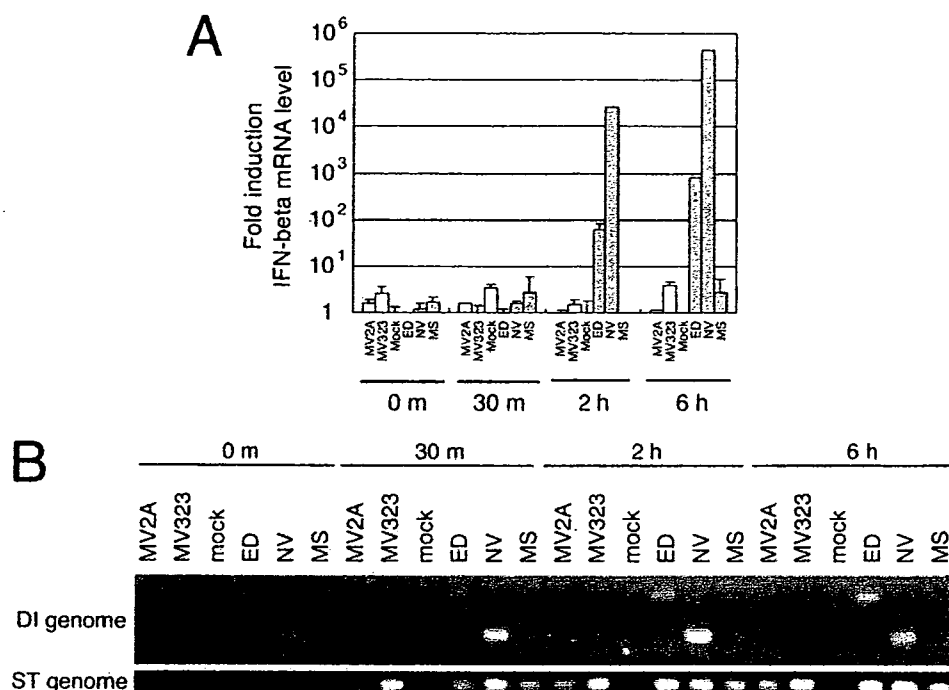 A
Fold induction
IFN-beta mRNA level
10^6
10^5
10^4
10^3
10^2
10^1
1
MV2A MV323 Mock ED NV MS MV2A MV323 Mock ED NV MS MV2A MV323 Mock ED NV MS MV2A MV323 Mock ED NV MS
0 m 30 m 2 h 6 h
B
0 m 30 m 2 h 6 h
MV2A MV323 mock ED NV MS MV2A MV323 mock ED NV MS MV2A MV323 mock ED NV MS MV2A MV323 mock ED NV MS
DI genome
ST genome